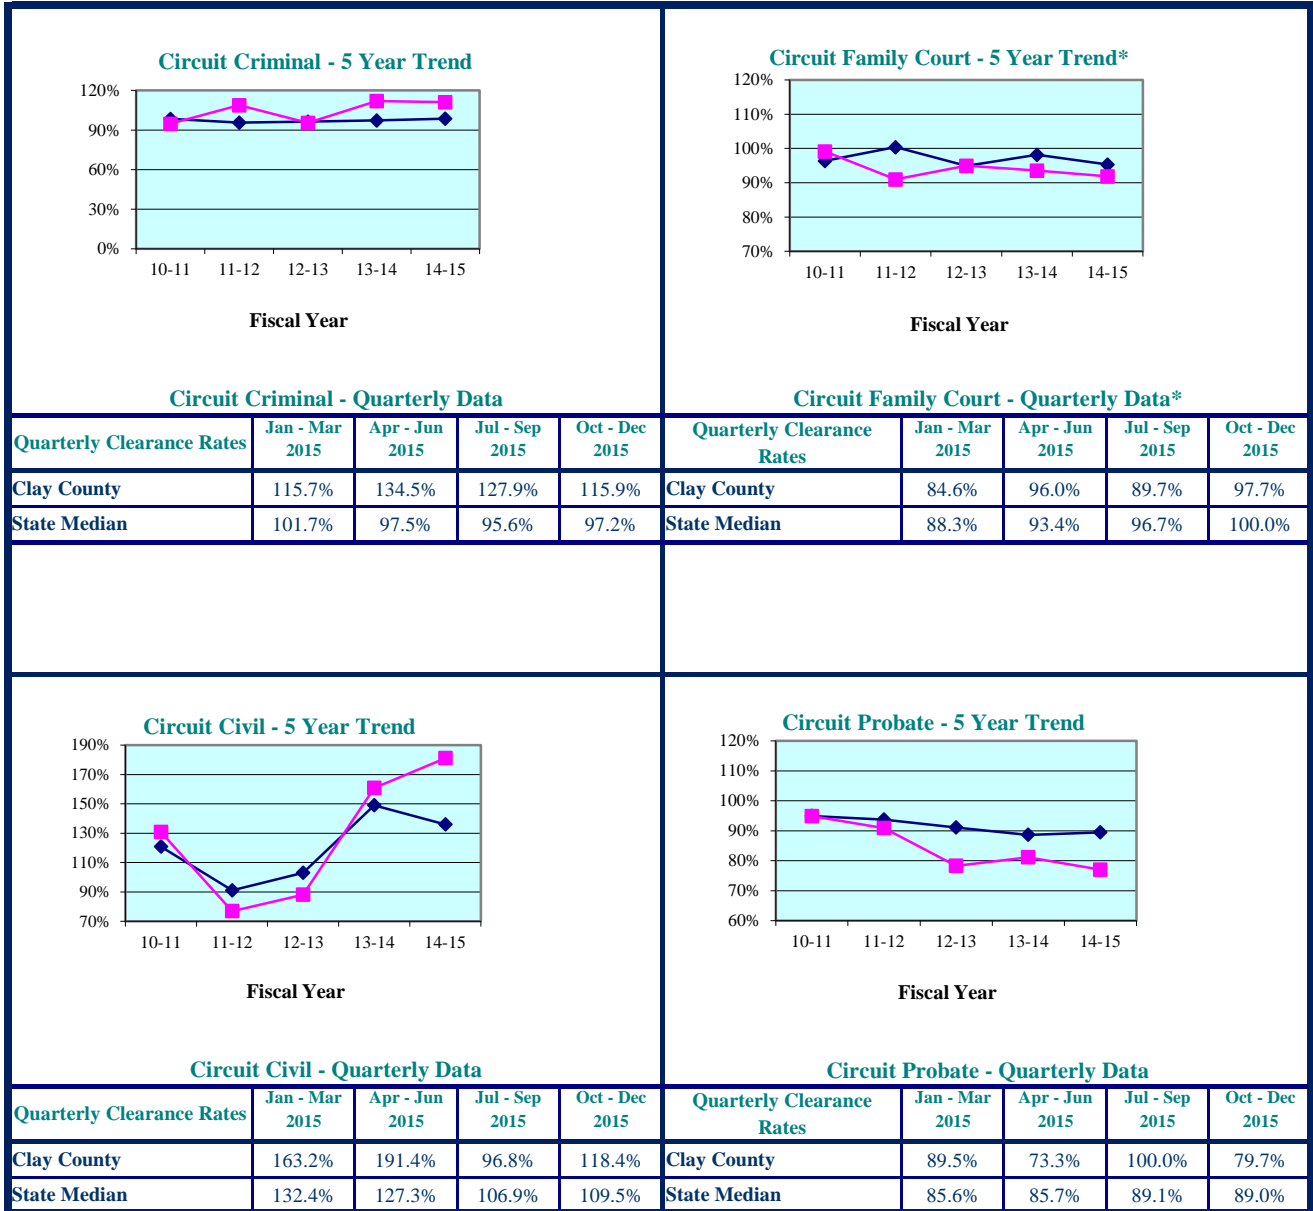 Circuit Criminal - 5 Year Trend
120%
90%
60%
30%
0%
10-11 11-12 12-13 13-14 14-15
Fiscal Year
Circuit Criminal - Quarterly Data
Quarterly Clearance Rates Jan - Mar 2015 Apr - Jun 2015 Jul - Sep 2015 Oct - Dec 2015
Clay County 115.7% 134.5% 127.9% 115.9%
State Median 101.7% 97.5% 95.6% 97.2%
Circuit Family Court - 5 Year Trend*
120%
110%
100%
90%
80%
70%
10-11 11-12 12-13 13-14 14-15
Fiscal Year
Circuit Family Court - Quarterly Data*
Quarterly Clearance Rates Jan - Mar 2015 Apr - Jun 2015 Jul - Sep 2015 Oct - Dec 2015
Clay County 84.6% 96.0% 89.7% 97.7%
State Median 88.3% 93.4% 96.7% 100.0%
Circuit Civil - 5 Year Trend
190%
170%
150%
130%
110%
90%
70%
10-11 11-12 12-13 13-14 14-15
Fiscal Year
Circuit Civil - Quarterly Data
Quarterly Clearance Rates Jan - Mar 2015 Apr - Jun 2015 Jul - Sep 2015 Oct - Dec 2015
Clay County 163.2% 191.4% 96.8% 118.4%
State Median 132.4% 127.3% 106.9% 109.5%
Circuit Probate - 5 Year Trend
120%
110%
100%
90%
80%
70%
60%
10-11 11-12 12-13 13-14 14-15
Fiscal Year
Circuit Probate - Quarterly Data
Quarterly Clearance Rates Jan - Mar 2015 Apr - Jun 2015 Jul - Sep 2015 Oct - Dec 2015
Clay County 89.5% 73.3% 100.0% 79.7%
State Median 85.6% 85.7% 89.1% 89.0%